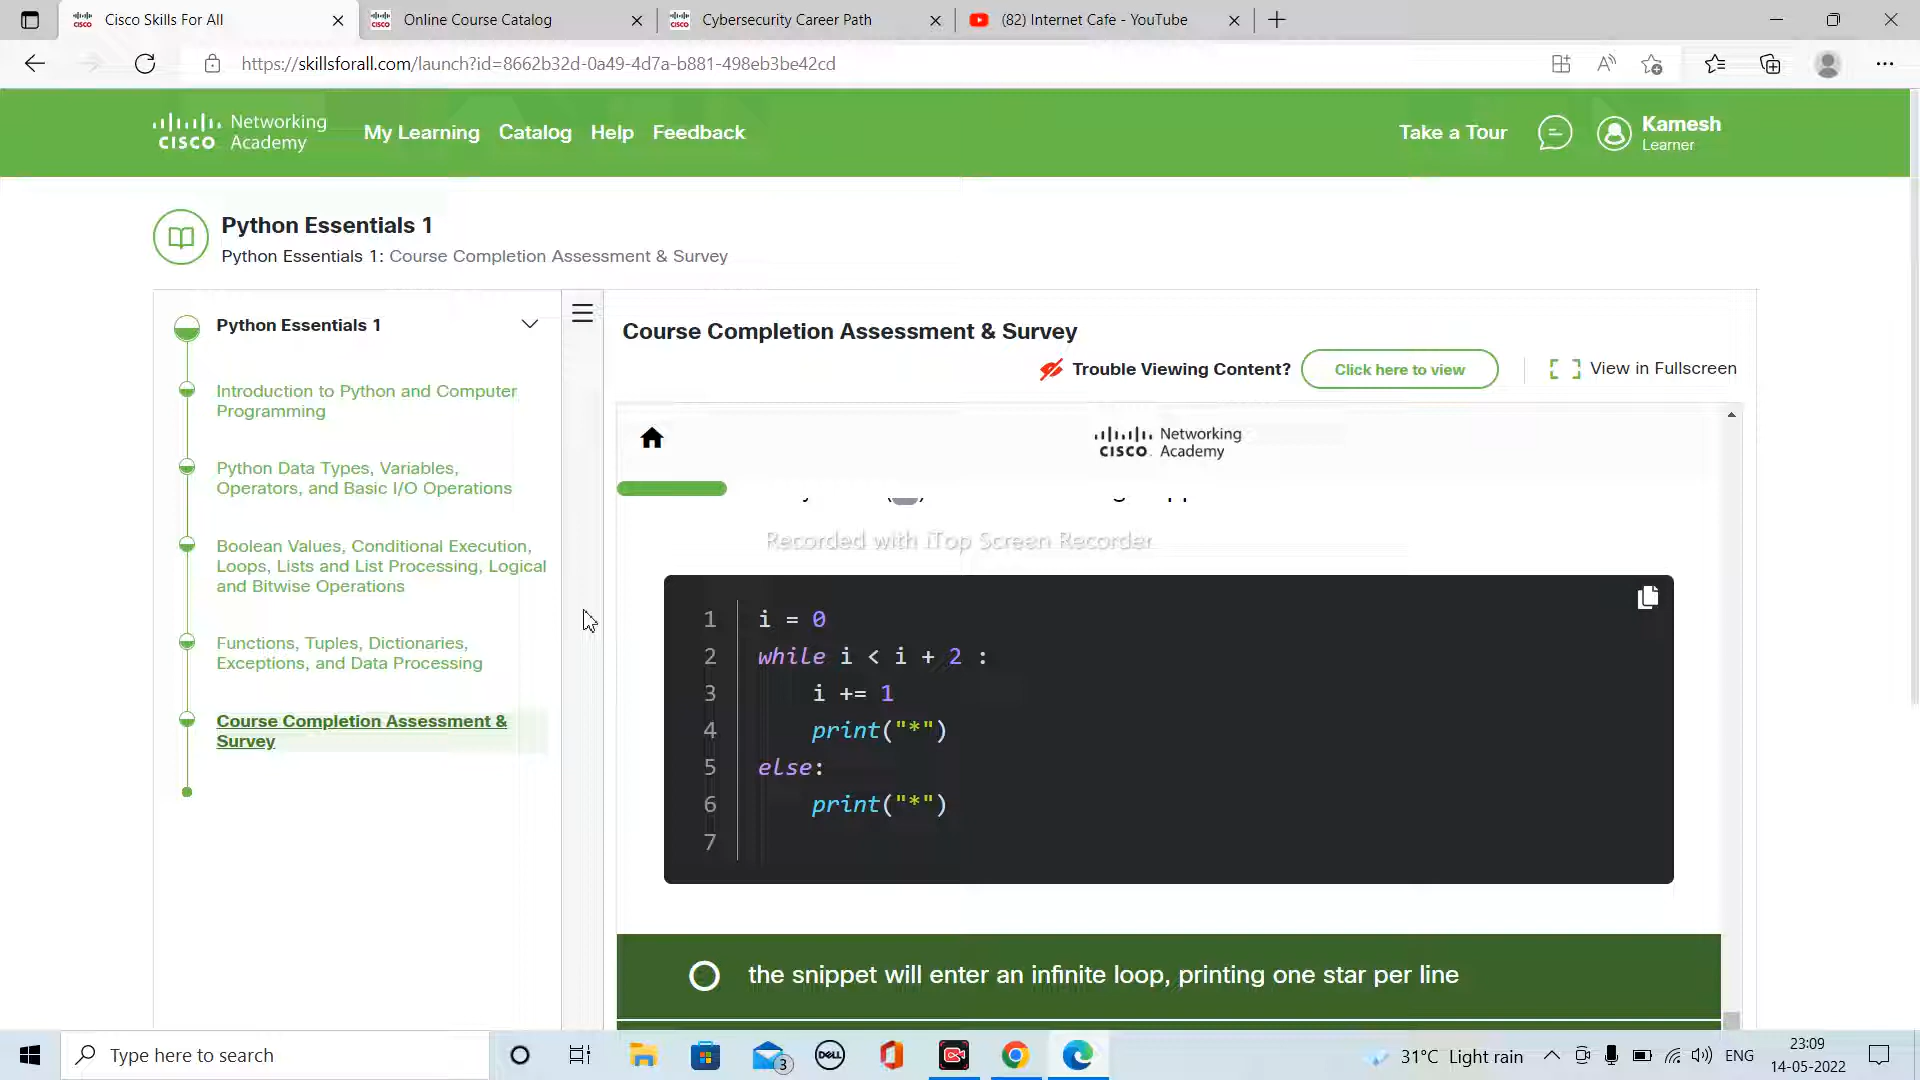 Cisco Skills For All
Online Course Catalog
Cybersecurity Career Path
(82) Internet Cafe - YouTube
https://skillsforall.com/launch?id=8662b32d-0a49-4d7a-b881-498eb3be42cd
Networking
CISCO Academy
My Learning
Catalog
Help
Feedback
Take a Tour
Kamesh
Learner
Python Essentials 1
Python Essentials 1: Course Completion Assessment & Survey
Python Essentials 1
Introduction to Python and Computer
Programming
Python Data Types, Variables,
Operators, and Basic I/O Operations
Boolean Values, Conditional Execution,
Loops, Lists and List Processing, Logical
and Bitwise Operations
Functions, Tuples, Dictionaries,
Exceptions, and Data Processing
Course Completion Assessment &
Survey
Course Completion Assessment & Survey
Trouble Viewing Content?
Click here to view
View in Fullscreen
Networking
CISCO Academy
Recorded with iTop Screen Recorder
1 i = 0
2 while i < i + 2 :
3 i += 1
4 print("*")
5 else:
6 print("*")
7
the snippet will enter an infinite loop, printing one star per line
Type here to search
3
DELL
31°C Light rain
ENG
23:09
14-05-2022